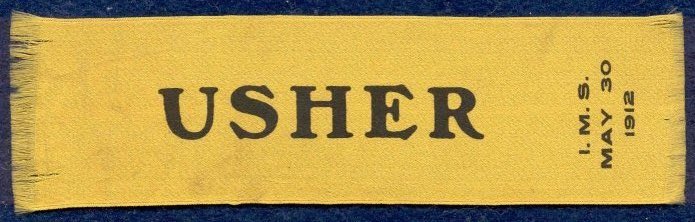 USHER
I. M. S.
MAY 30
1912